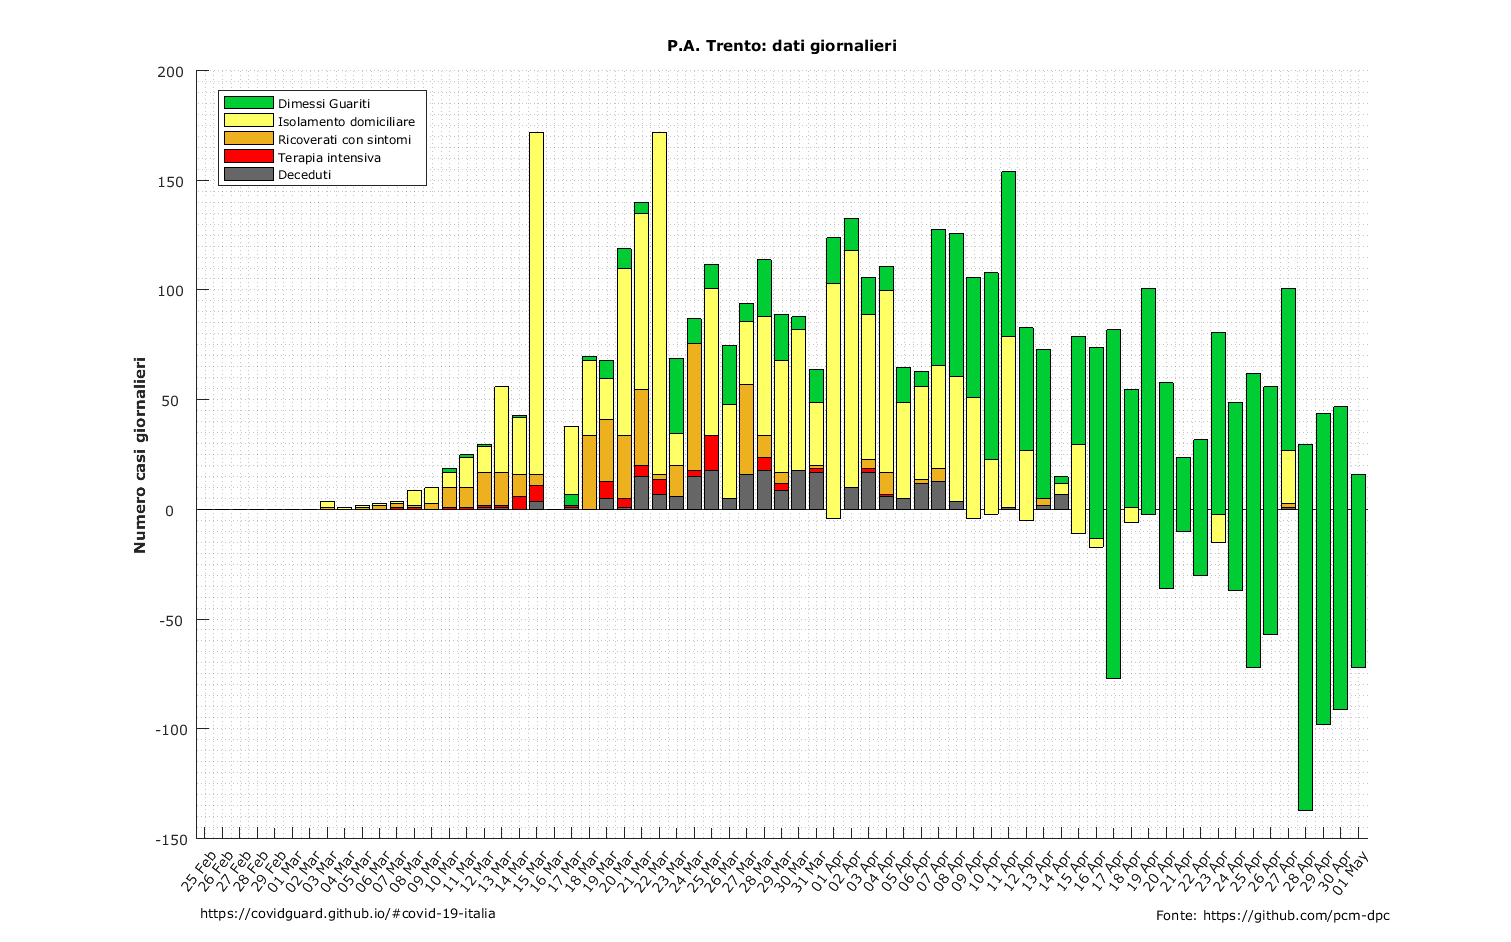 P.A. Trento: dati giornalieri
200
150
100
50
0
-50
-100
-150
Numero casi giornalieri
Dimessi Guariti
Isolamento domiciliare
Ricoverati con sintomi
Terapia intensiva
Deceduti
25 Feb
26 Feb
27 Feb
28 Feb
29 Feb
01 Mar
02 Mar
03 Mar
04 Mar
05 Mar
06 Mar
07 Mar
08 Mar
09 Mar
10 Mar
11 Mar
12 Mar
13 Mar
14 Mar
15 Mar
16 Mar
17 Mar
18 Mar
19 Mar
20 Mar
21 Mar
22 Mar
23 Mar
24 Mar
25 Mar
26 Mar
27 Mar
28 Mar
29 Mar
30 Mar
31 Mar
01 Apr
02 Apr
03 Apr
04 Apr
05 Apr
06 Apr
07 Apr
08 Apr
09 Apr
10 Apr
11 Apr
12 Apr
13 Apr
14 Apr
15 Apr
16 Apr
17 Apr
18 Apr
19 Apr
20 Apr
21 Apr
22 Apr
23 Apr
24 Apr
25 Apr
26 Apr
27 Apr
28 Apr
29 Apr
30 Apr
01 May
https://covidguard.github.io/#covid-19-italia
Fonte: https://github.com/pcm-dpc